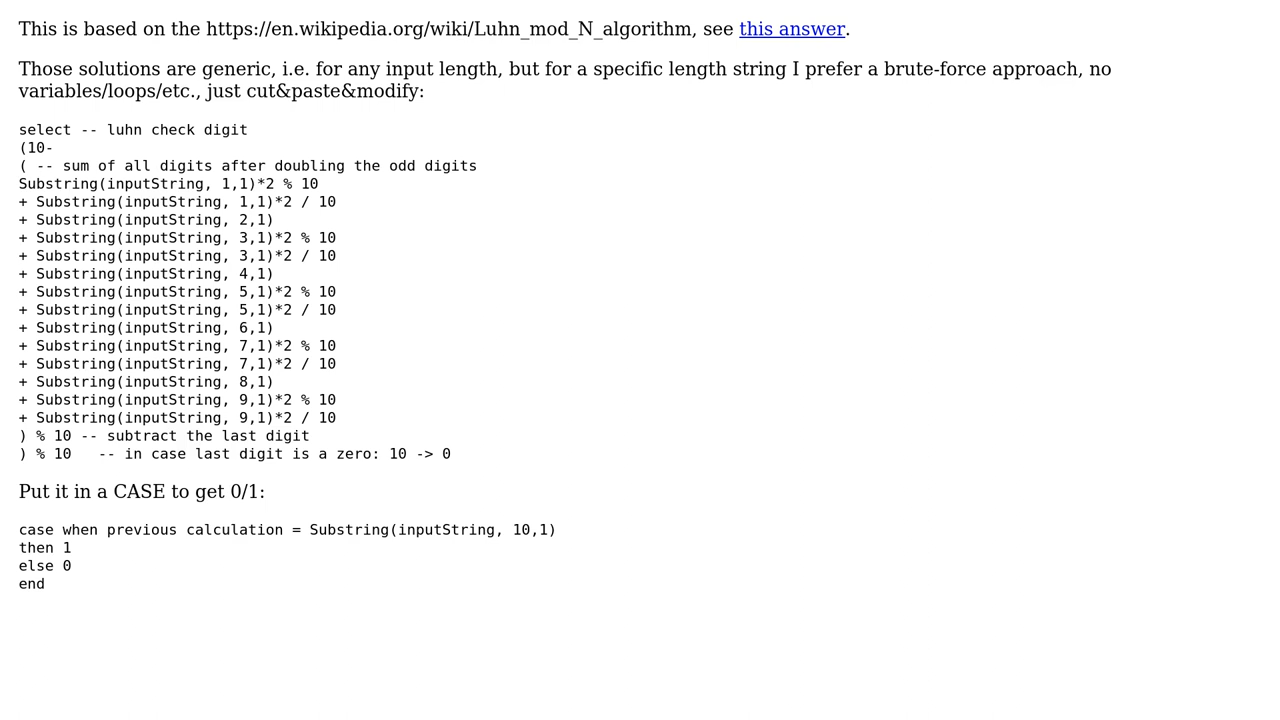 This is based on the https://en.wikipedia.org/wiki/Luhn_mod_N_algorithm, see this answer.
Those solutions are generic, i.e. for any input length, but for a specific length string I prefer a brute-force approach, no
variables/loops/etc., just cut&paste&modify:
select -- luhn check digit
(10-
( -- sum of all digits after doubling the odd digits
Substring(inputString, 1,1)*2 % 10
+ Substring(inputString, 1,1)*2 / 10
+ Substring(inputString, 2,1)
+ Substring(inputString, 3,1)*2 % 10
+ Substring(inputString, 3,1)*2 / 10
+ Substring(inputString, 4,1)
+ Substring(inputString, 5,1)*2 % 10
+ Substring(inputString, 5,1)*2 / 10
+ Substring(inputString, 6,1)
+ Substring(inputString, 7,1)*2 % 10
+ Substring(inputString, 7,1)*2 / 10
+ Substring(inputString, 8,1)
+ Substring(inputString, 9,1)*2 % 10
+ Substring(inputString, 9,1)*2 / 10
) % 10 -- subtract the last digit
) % 10   -- in case last digit is a zero: 10 -> 0
Put it in a CASE to get 0/1:
case when previous calculation = Substring(inputString, 10,1)
then 1
else 0
end